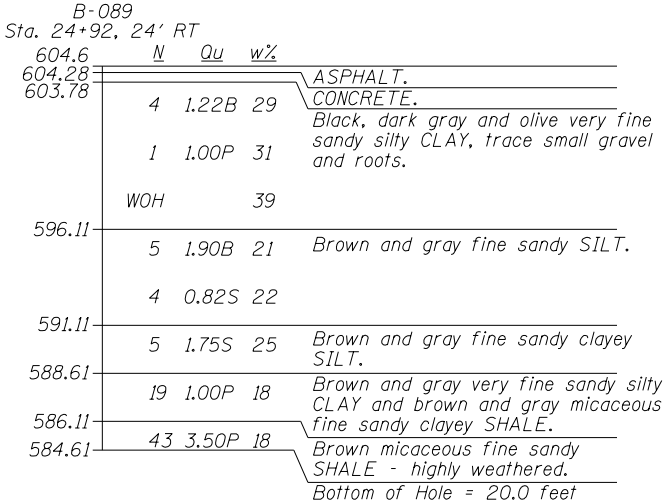 B-089
Sta. 24+92, 24' RT
604.6 N Qu w%
604.28 ASPHALT.
603.78 CONCRETE.
4 1.22B 29 Black, dark gray and olive very fine
sandy silty CLAY, trace small gravel
1 1.00P 31 and roots.
WOH 39
596.11
5 1.90B 21 Brown and gray fine sandy SILT.
4 0.82S 22
591.11
5 1.75S 25 Brown and gray fine sandy clayey
SILT.
588.61
19 1.00P 18 Brown and gray very fine sandy silty
CLAY and brown and gray micaceous
586.11 fine sandy clayey SHALE.
584.61 43 3.50P 18 Brown micaceous fine sandy
SHALE - highly weathered.
Bottom of Hole = 20.0 feet